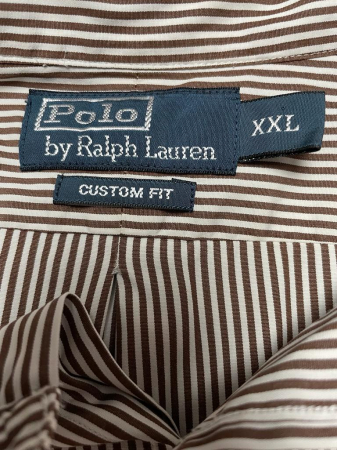 Polo
by Ralph Lauren
XXL
CUSTOM FIT